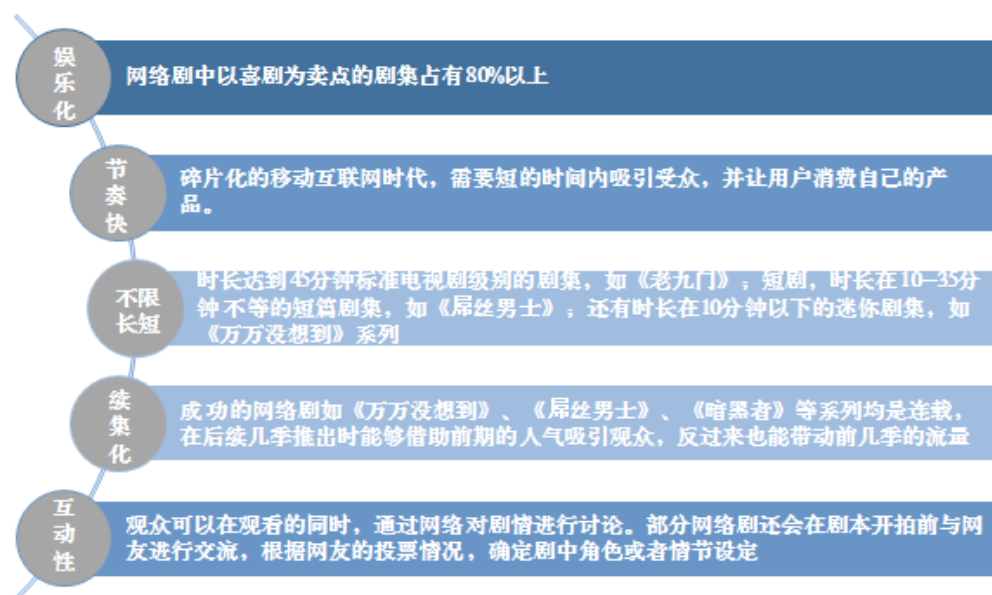 娱
乐
化
网络剧中以喜剧为卖点的剧集占有80%以上
节
奏
快
碎片化的移动互联网时代，需要短的时间内吸引受众，并让用户消费自己的产
品。
不限
长短
时长达到45分钟标准电视剧级别的剧集，如《老九门》；短剧，时长在10—35分
钟不等的短篇剧集，如《屌丝男士》；还有时长在10分钟以下的迷你剧集，如
《万万没想到》系列
续
集
化
成功的网络剧如《万万没想到》、《屌丝男士》、《暗黑者》等系列均是连载，
在后续几季推出时能够借助前期的人气吸引观众，反过来也能带动前几季的流量
互
动
性
观众可以在观看的同时，通过网络对剧情进行讨论。部分网络剧还会在剧本开拍前与网
友进行交流，根据网友的投票情况，确定剧中角色或者情节设定